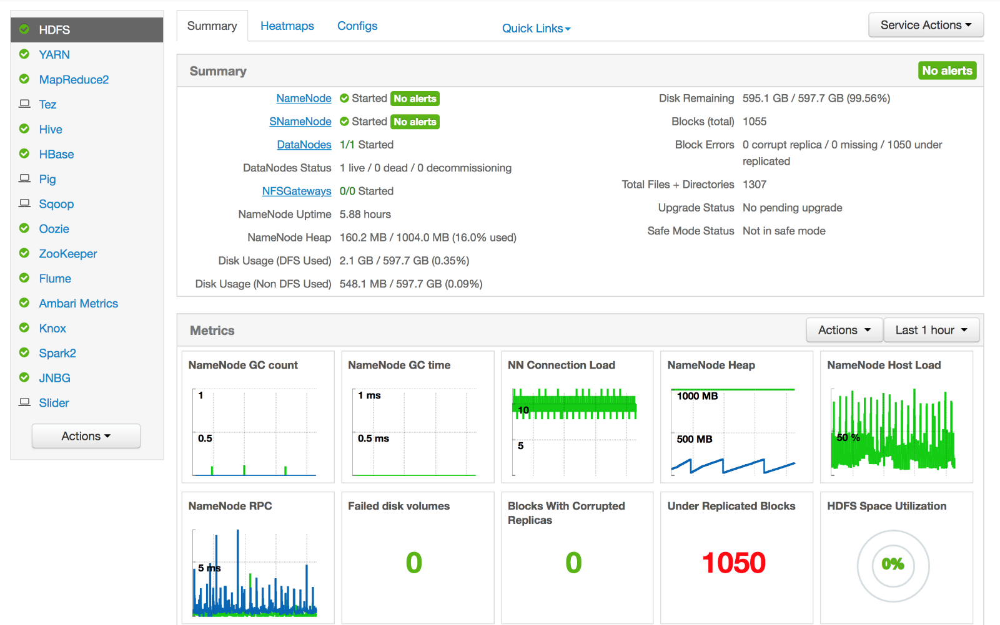 HDFS
YARN
MapReduce2
Tez
Hive
HBase
Pig
Sqoop
Oozie
ZooKeeper
Flume
Ambari Metrics
Knox
Spark2
JNBG
Slider
Actions
Summary Heatmaps Configs Quick Links Service Actions
Summary No alerts
NameNode Started No alerts
SNameNode Started No alerts
DataNodes 1/1 Started
DataNodes Status 1 live / 0 dead / 0 decommissioning
NFSGateways 0/0 Started
NameNode Uptime 5.88 hours
NameNode Heap 160.2 MB / 1004.0 MB (16.0% used)
Disk Usage (DFS Used) 2.1 GB / 597.7 GB (0.35%)
Disk Usage (Non DFS Used) 548.1 MB / 597.7 GB (0.09%)
Disk Remaining 595.1 GB / 597.7 GB (99.56%)
Blocks (total) 1055
Block Errors 0 corrupt replica / 0 missing / 1050 under
replicated
Total Files + Directories 1307
Upgrade Status No pending upgrade
Safe Mode Status Not in safe mode
Metrics Actions Last 1 hour
NameNode GC count
1
0.5
NameNode GC time
1 ms
0.5 ms
NN Connection Load
10
5
NameNode Heap
1000 MB
500 MB
NameNode Host Load
50 %
NameNode RPC
5 ms
Failed disk volumes
0
Blocks With Corrupted
Replicas
0
Under Replicated Blocks
1050
HDFS Space Utilization
0%